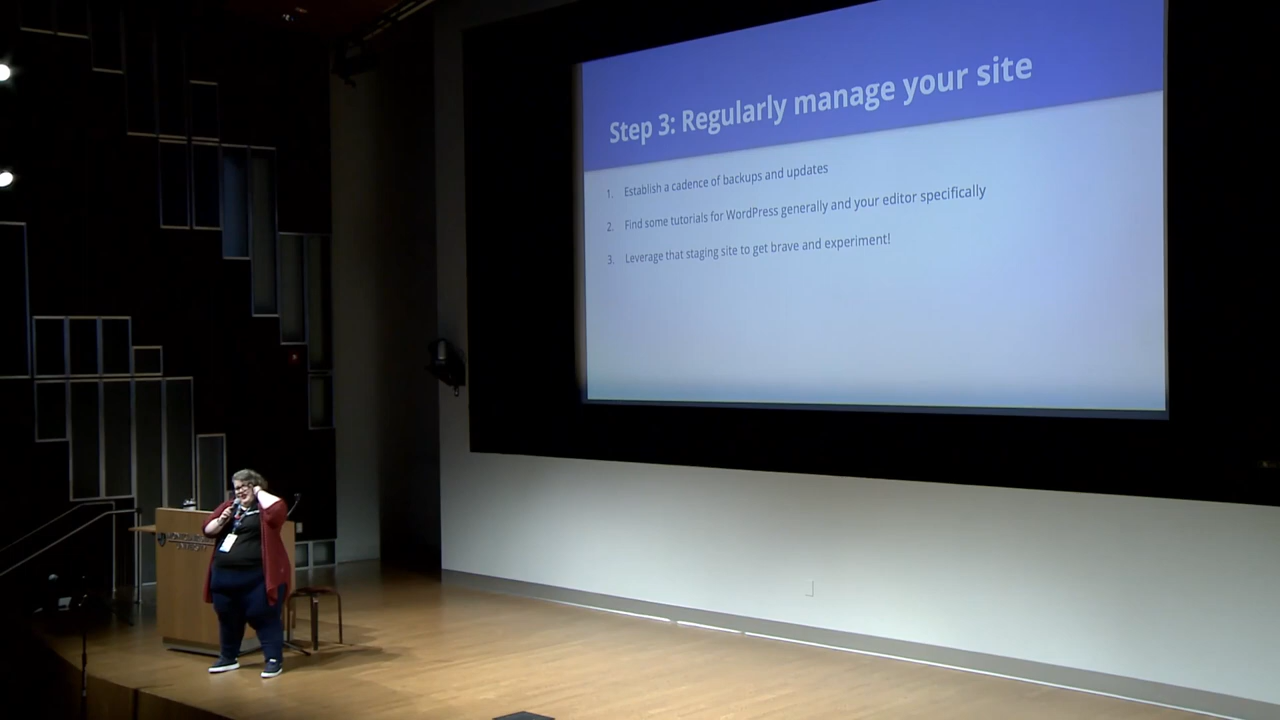 Step 3: Regularly manage your site
1. Establish a cadence of backups and updates
2. Find some tutorials for WordPress generally and your editor specifically
3. Leverage that staging site to get brave and experiment!
UNIVERSITY